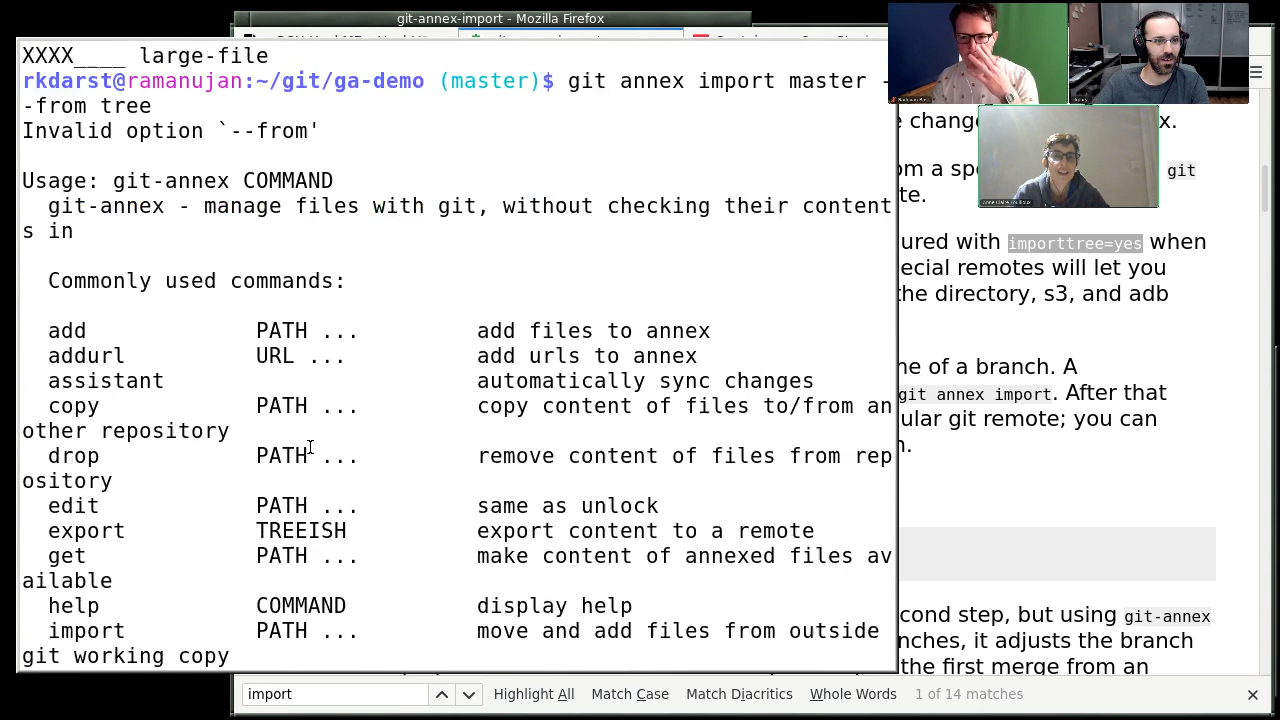 git-annex-import - Mozilla Firefox
XXXX____ large-file
rkdarst@ramanujan:~/git/ga-demo (master)$ git annex import master -
-from tree
Invalid option `--from'
Usage: git-annex COMMAND
git-annex - manage files with git, without checking their content
s in
Commonly used commands:
add PATH ... add files to annex
addurl URL ... add urls to annex
assistant automatically sync changes
copy PATH ... copy content of files to/from an
other repository
drop PATH ... remove content of files from rep
ository
edit PATH ... same as unlock
export TREEISH export content to a remote
get PATH ... make content of annexed files av
ailable
help COMMAND display help
import PATH ... move and add files from outside
git working copy
e chang x.
om a sp git
te.
ured with importtree=yes when
ecial remotes will let you
the directory, s3, and adb
ne of a branch. A
git annex import. After that
ular git remote; you can
h.
cond step, but using git-annex
nches, it adjusts the branch
the first merge from an
import Highlight All Match Case Match Diacritics Whole Words 1 of 14 matches